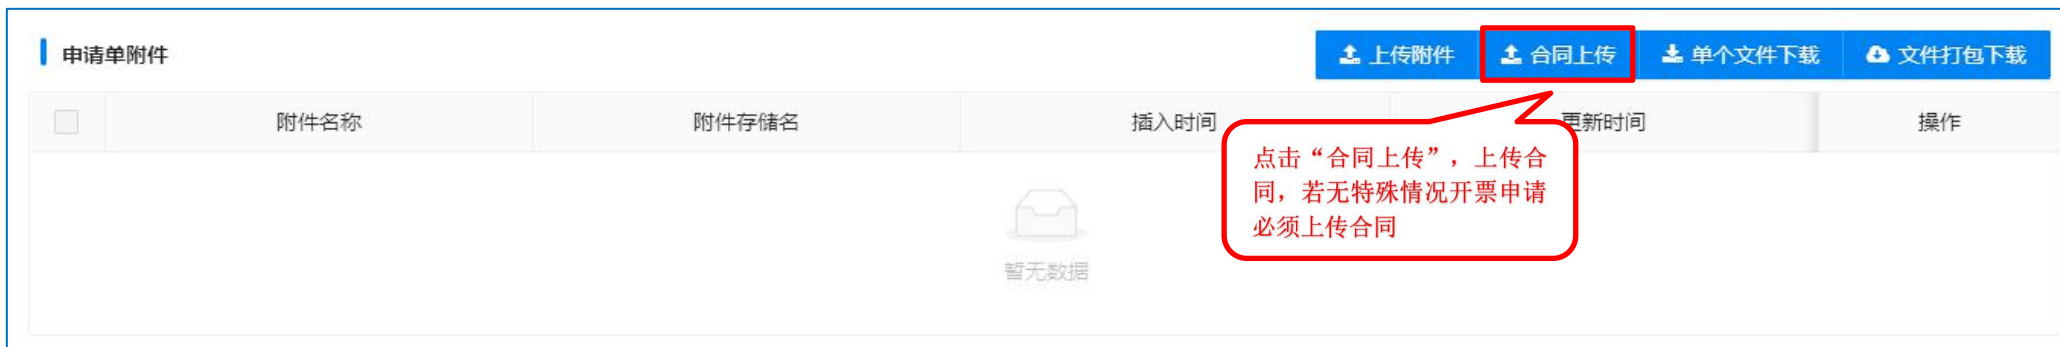 申请单附件
上传附件 合同上传 单个文件下载 文件打包下载
附件名称 附件存储名 插入时间 更新时间 操作
点击“合同上传”，上传合
同，若无特殊情况开票申请
必须上传合同
暂无数据